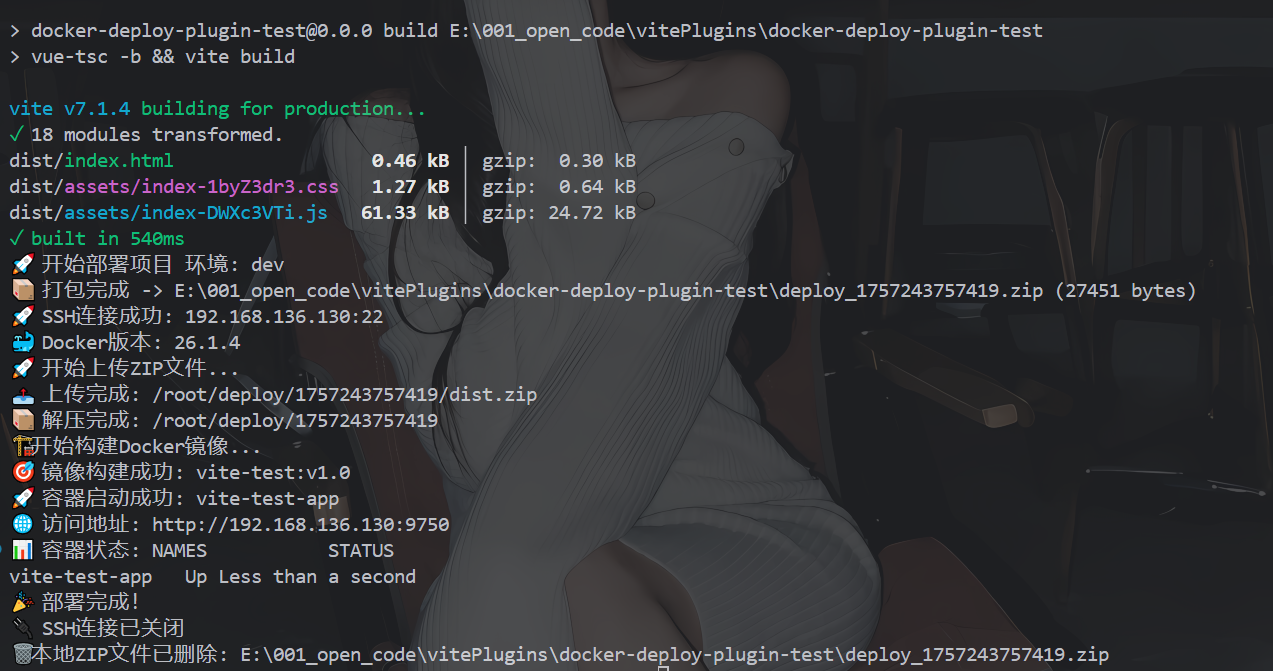 > docker-deploy-plugin-test@0.0.0 build E:\001_open_code\vitePlugins\docker-deploy-plugin-test
> vue-tsc -b && vite build
vite v7.1.4 building for production...
✓ 18 modules transformed.
dist/index.html 0.46 kB │ gzip: 0.30 kB
dist/assets/index-1byZ3dr3.css 1.27 kB │ gzip: 0.64 kB
dist/assets/index-DWXc3VTi.js 61.33 kB │ gzip: 24.72 kB
✓ built in 540ms
🚀 开始部署项目 环境: dev
📦 打包完成 -> E:\001_open_code\vitePlugins\docker-deploy-plugin-test\deploy_1757243757419.zip (27451 bytes)
🚀 SSH连接成功: 192.168.136.130:22
🐳 Docker版本: 26.1.4
🚀 开始上传ZIP文件...
📤 上传完成: /root/deploy/1757243757419/dist.zip
📦 解压完成: /root/deploy/1757243757419
🏗️开始构建Docker镜像...
🎯 镜像构建成功: vite-test:v1.0
🚀 容器启动成功: vite-test-app
🌐 访问地址: http://192.168.136.130:9750
📊 容器状态: NAMES STATUS
vite-test-app Up Less than a second
🎉 部署完成!
🔌 SSH连接已关闭
🗑️本地ZIP文件已删除: E:\001_open_code\vitePlugins\docker-deploy-plugin-test\deploy_1757243757419.zip